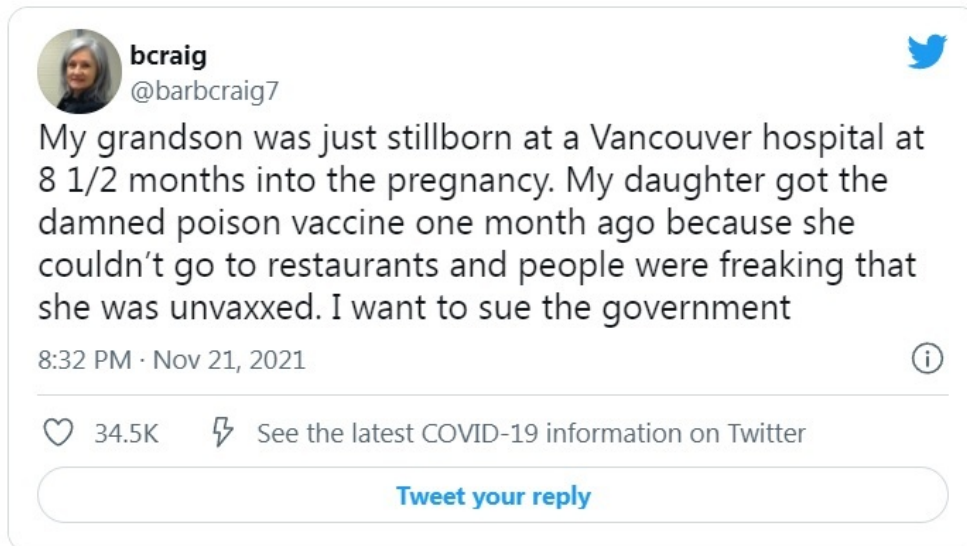 bcraig
@barbcraig7
My grandson was just stillborn at a Vancouver hospital at
8 1/2 months into the pregnancy. My daughter got the
damned poison vaccine one month ago because she
couldn't go to restaurants and people were freaking that
she was unvaxxed. I want to sue the government
8:32 PM · Nov 21, 2021
34.5K See the latest COVID-19 information on Twitter
Tweet your reply